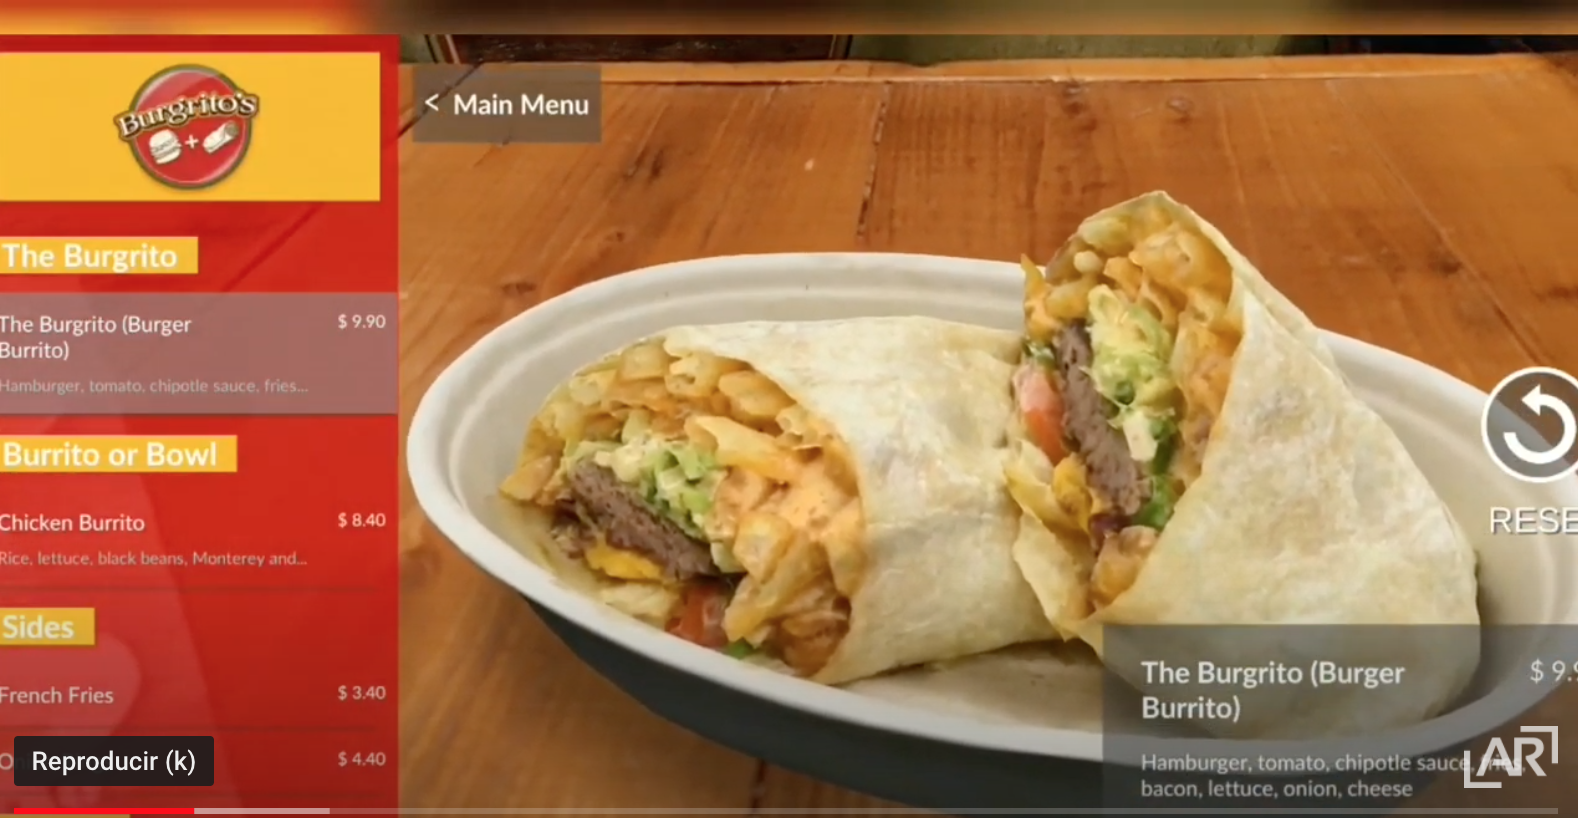 Burgrito's
+
< Main Menu
The Burgrito
The Burgrito (Burger
Burrito)
$ 9.90
Hamburger, tomato, chipotle sauce, fries...
Burrito or Bowl
Chicken Burrito
$ 8.40
Rice, lettuce, black beans, Monterey and...
Sides
French Fries
$ 3.40
$ 4.40
Reproducir (k)
RESE
The Burgrito (Burger
Burrito)
$ 9.9
Hamburger, tomato, chipotle sauce, fries,
bacon, lettuce, onion, cheese
AR